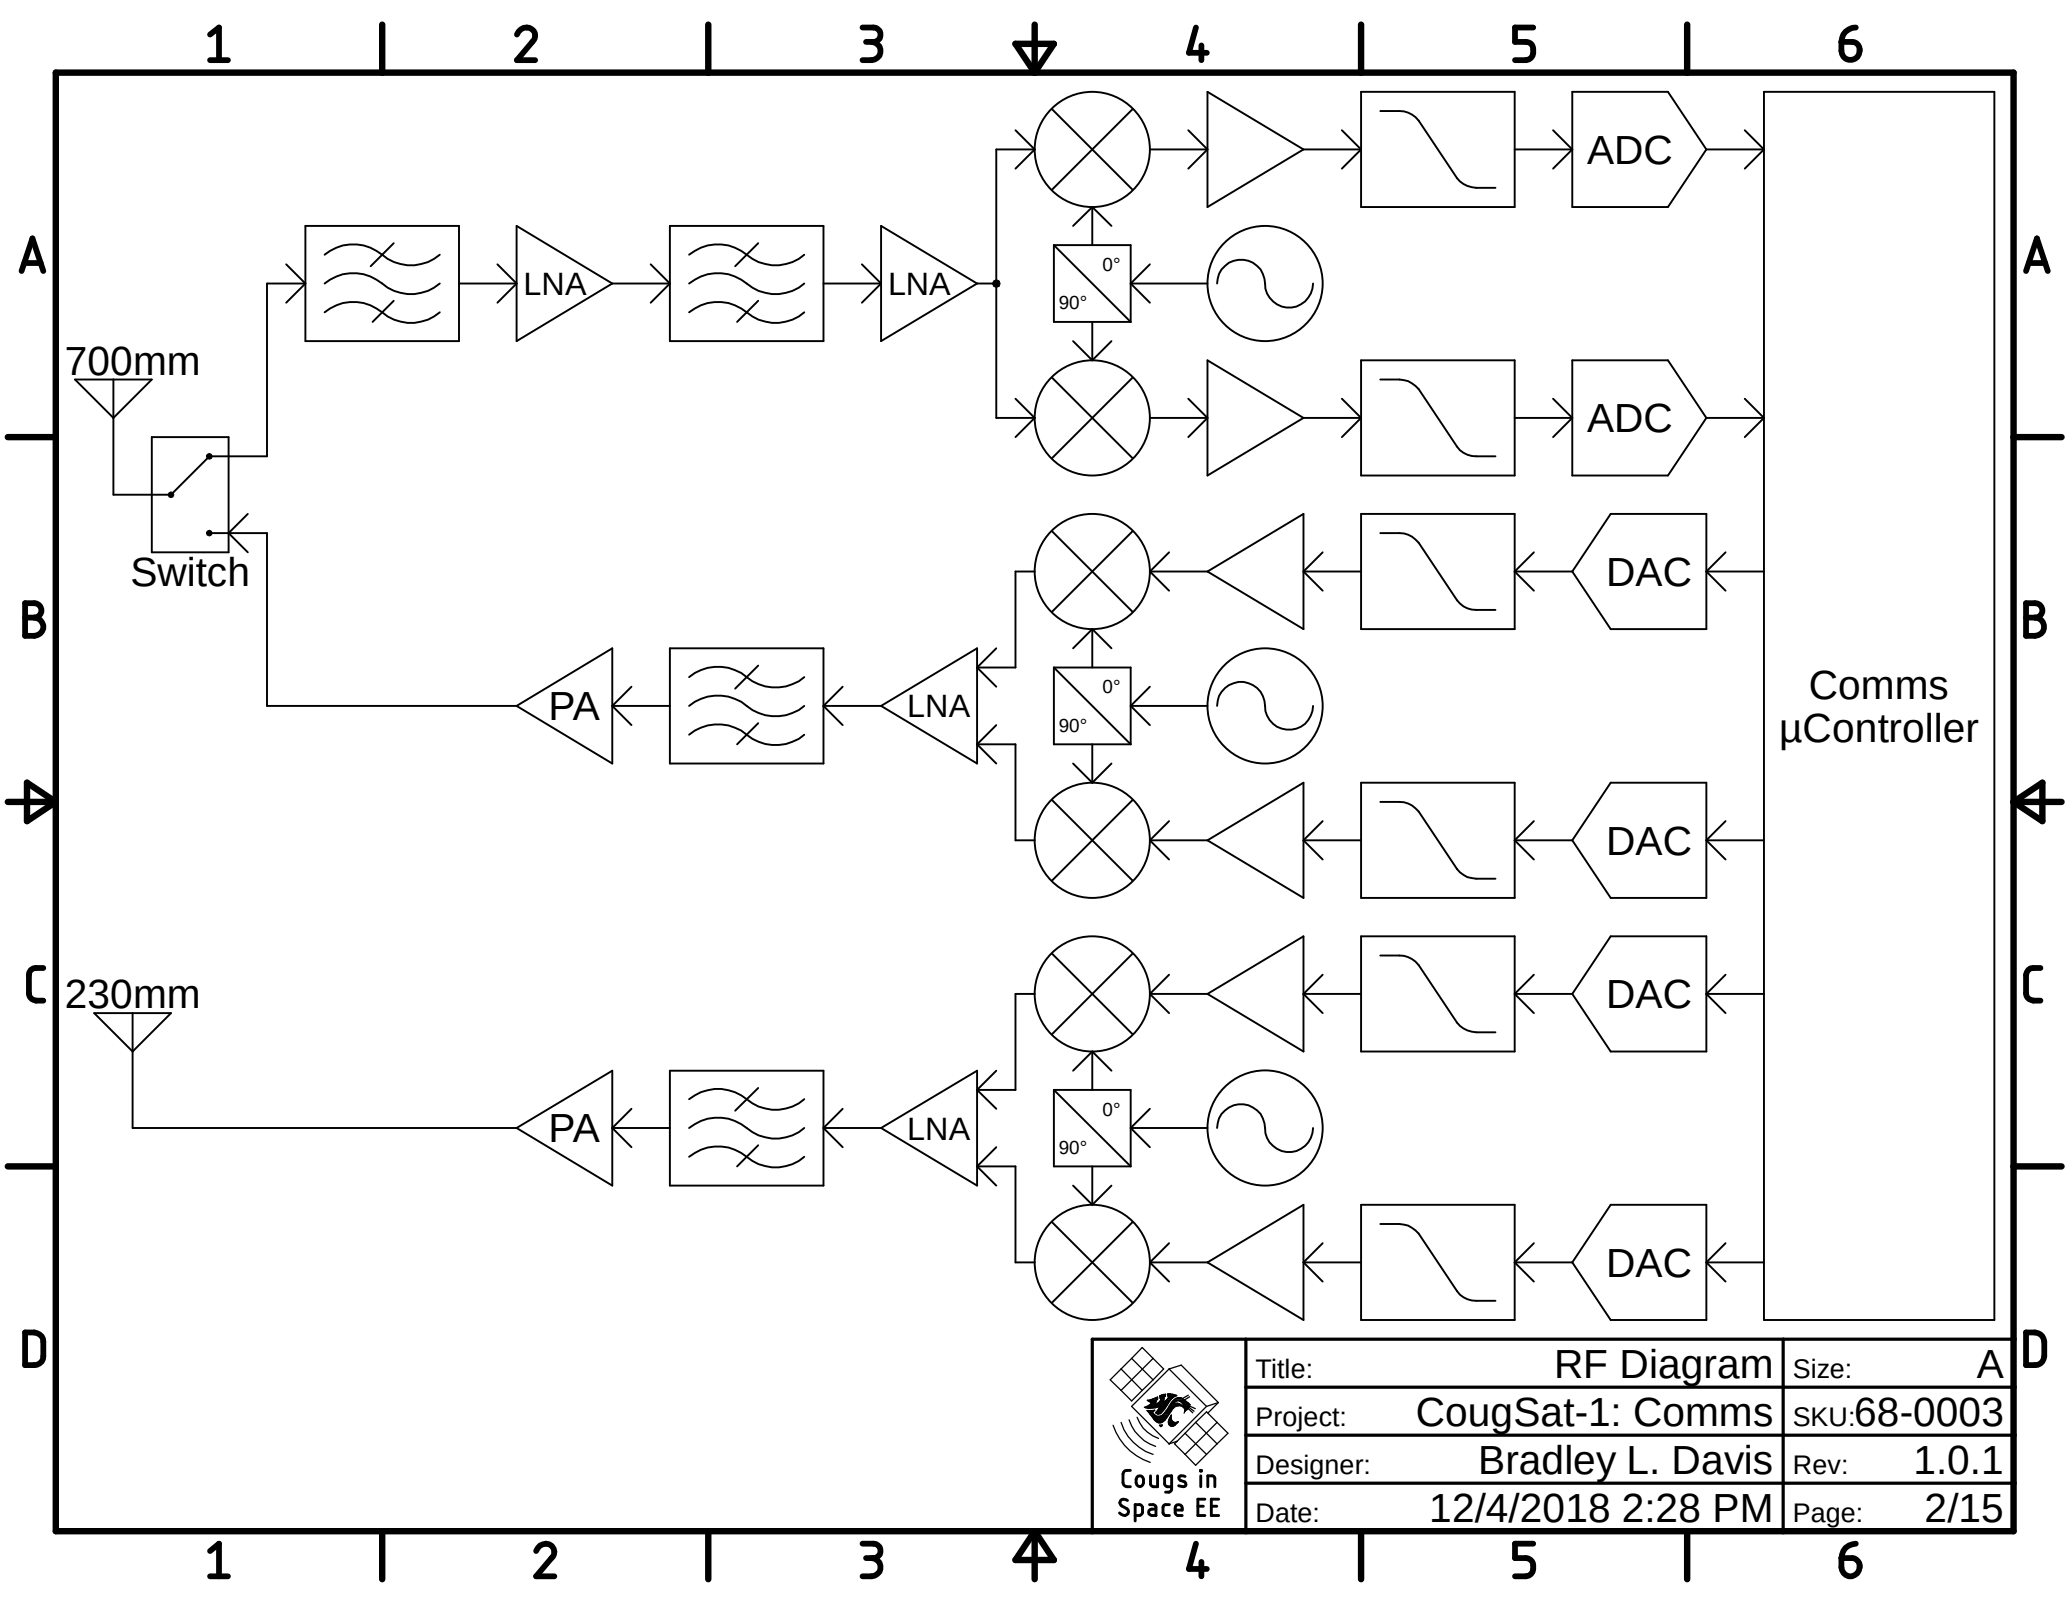 1 2 3 4 5 6
A A
B B
C C
D D
700mm
Switch
LNA LNA
0°
90°
ADC
ADC
DAC
PA LNA
0°
90°
DAC
Comms
µController
230mm
DAC
PA LNA
0°
90°
DAC
Cougs in
Space EE
Title: RF Diagram Size: A
Project: CougSat-1: Comms SKU: 68-0003
Designer: Bradley L. Davis Rev: 1.0.1
Date: 12/4/2018 2:28 PM Page: 2/15
1 2 3 4 5 6